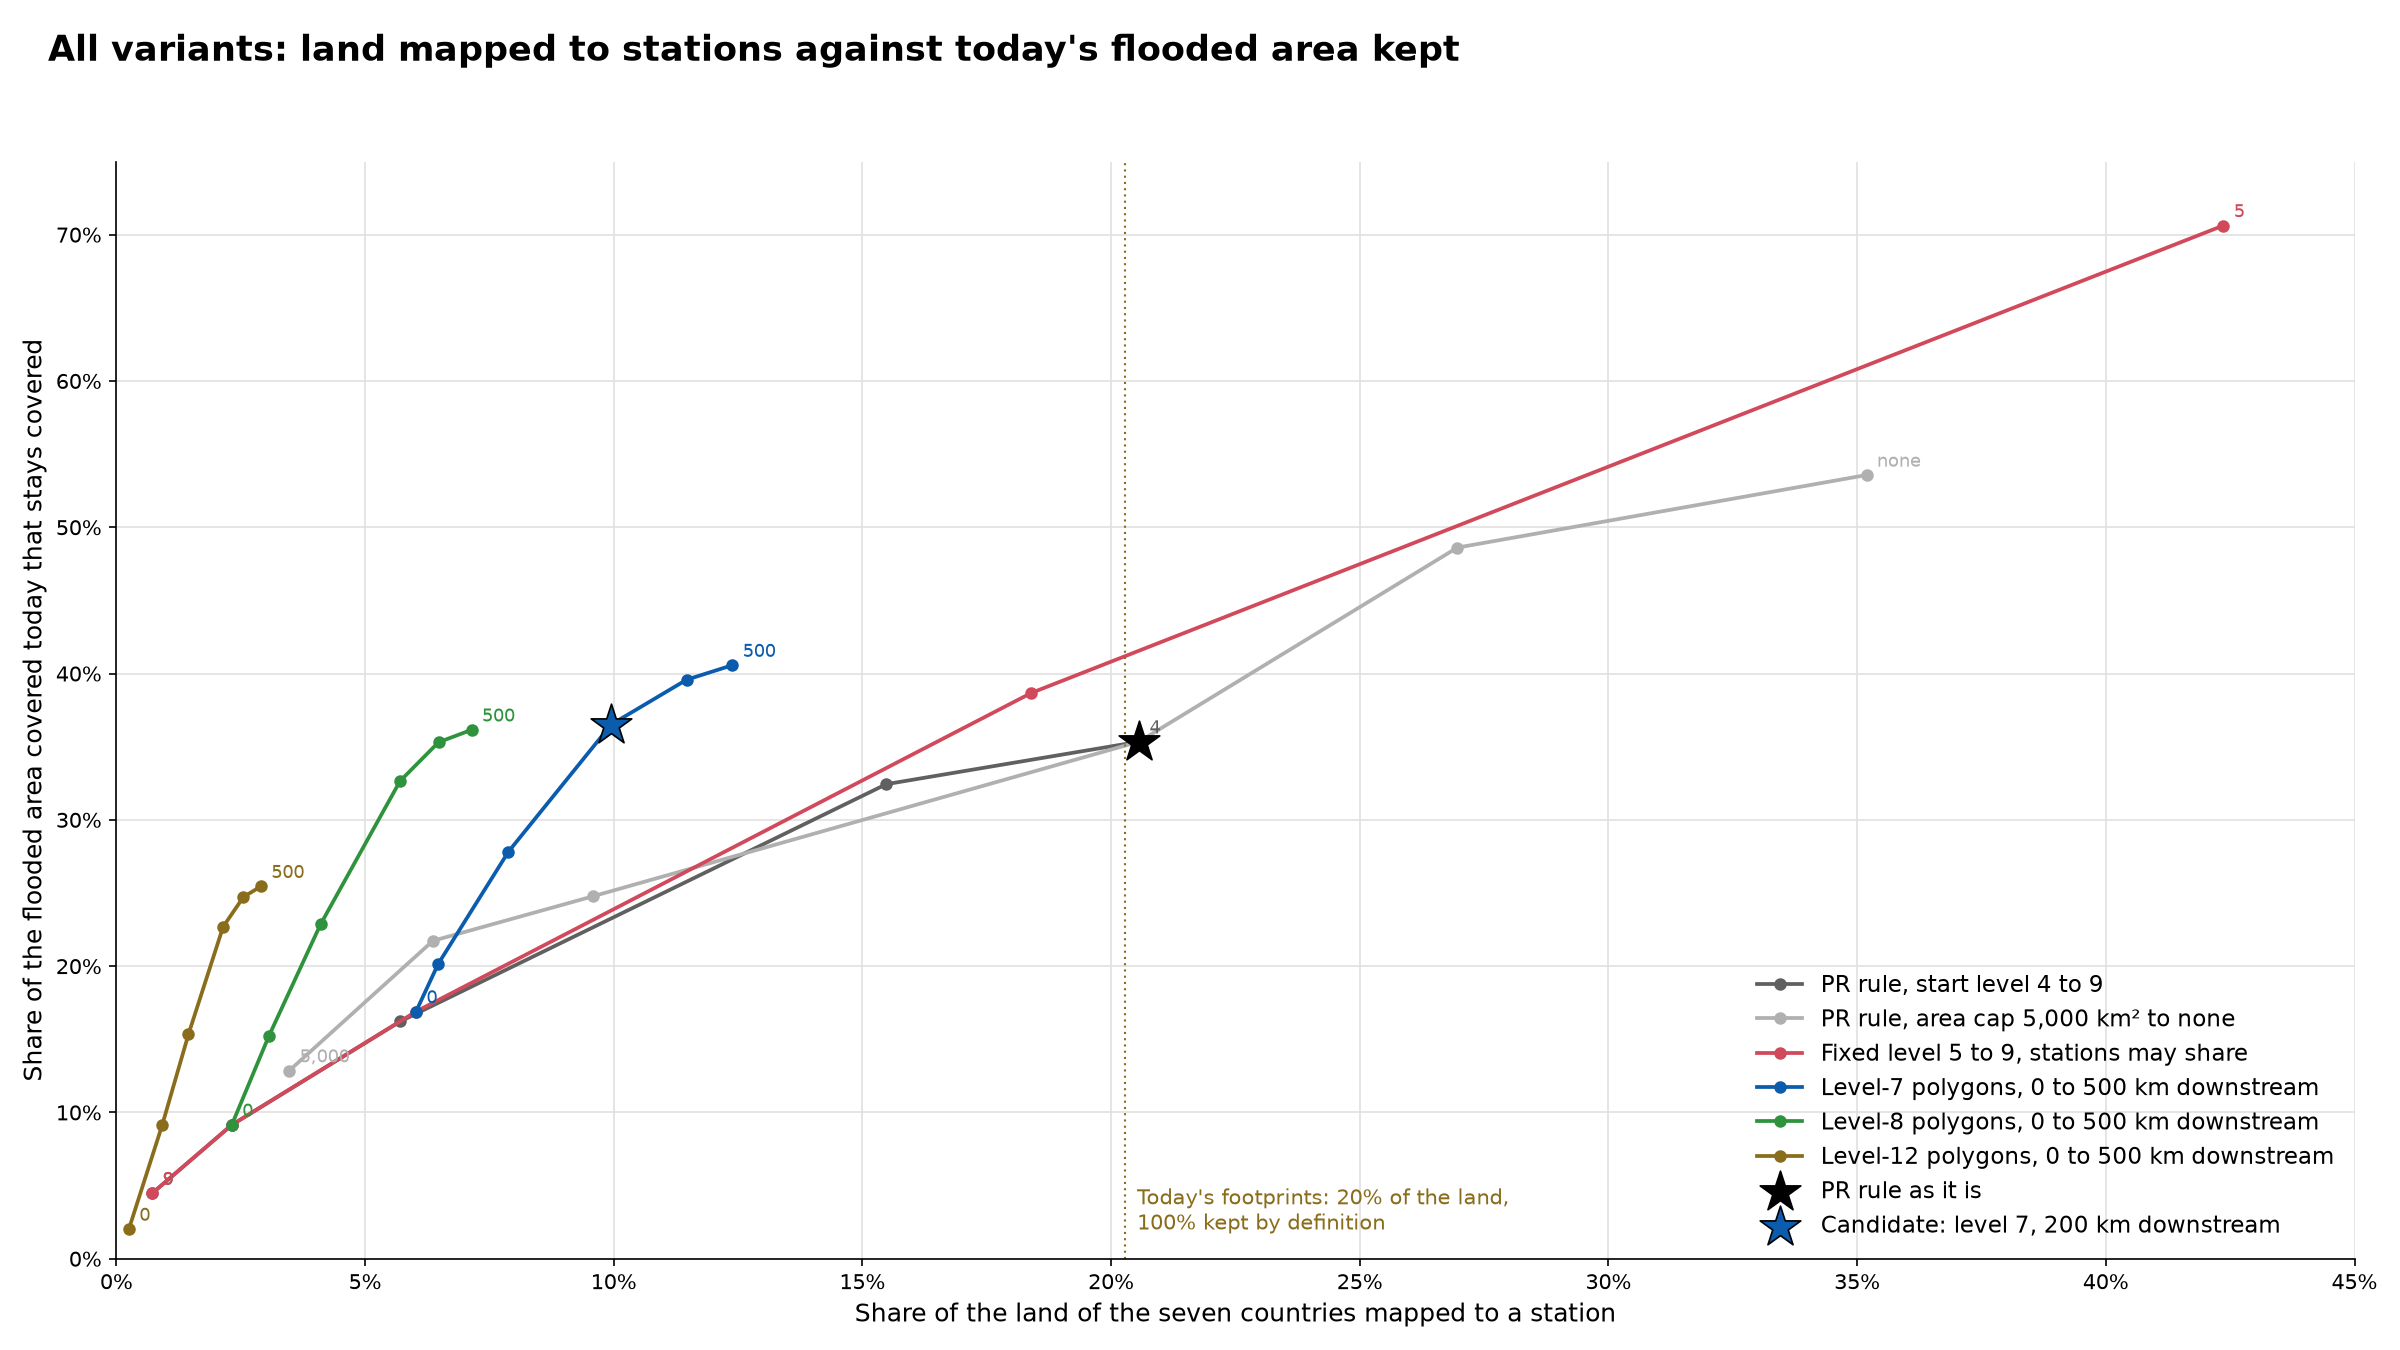 All variants: land mapped to stations against today's flooded area kept
Share of the flooded area covered today that stays covered
70%
60%
50%
40%
30%
20%
10%
0%
5
none
500
500
4
500
0
5,000
0
9
0
Today's footprints: 20% of the land,
100% kept by definition
PR rule, start level 4 to 9
PR rule, area cap 5,000 km² to none
Fixed level 5 to 9, stations may share
Level-7 polygons, 0 to 500 km downstream
Level-8 polygons, 0 to 500 km downstream
Level-12 polygons, 0 to 500 km downstream
PR rule as it is
Candidate: level 7, 200 km downstream
0% 5% 10% 15% 20% 25% 30% 35% 40% 45%
Share of the land of the seven countries mapped to a station